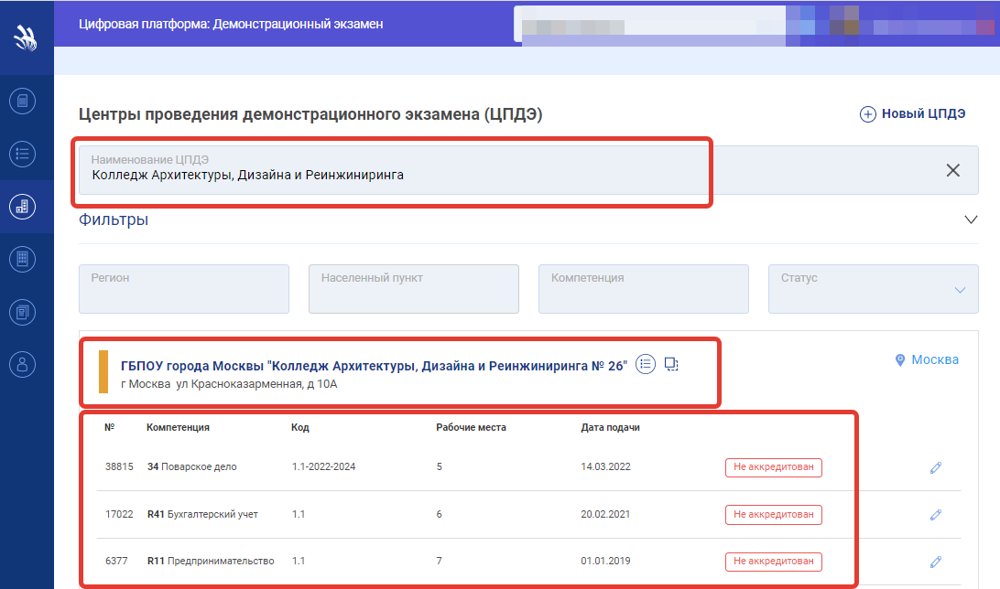 Цифровая платформа: Демонстрационный экзамен
Центры проведения демонстрационного экзамена (ЦПДЭ)
Новый ЦПДЭ
Наименование ЦПДЭ
Колледж Архитектуры, Дизайна и Реинжиниринга
Фильтры
Регион Населенный пункт Компетенция Статус
ГБПОУ города Москвы "Колледж Архитектуры, Дизайна и Реинжиниринга № 26"
Москва
г Москва ул Красноказарменная, д 10А
№ Компетенция Код Рабочие места Дата подачи
38815 34 Поварское дело 1.1-2022-2024 5 14.03.2022 Не аккредитован
17022 R41 Бухгалтерский учет 1.1 6 20.02.2021 Не аккредитован
6377 R11 Предпринимательство 1.1 7 01.01.2019 Не аккредитован